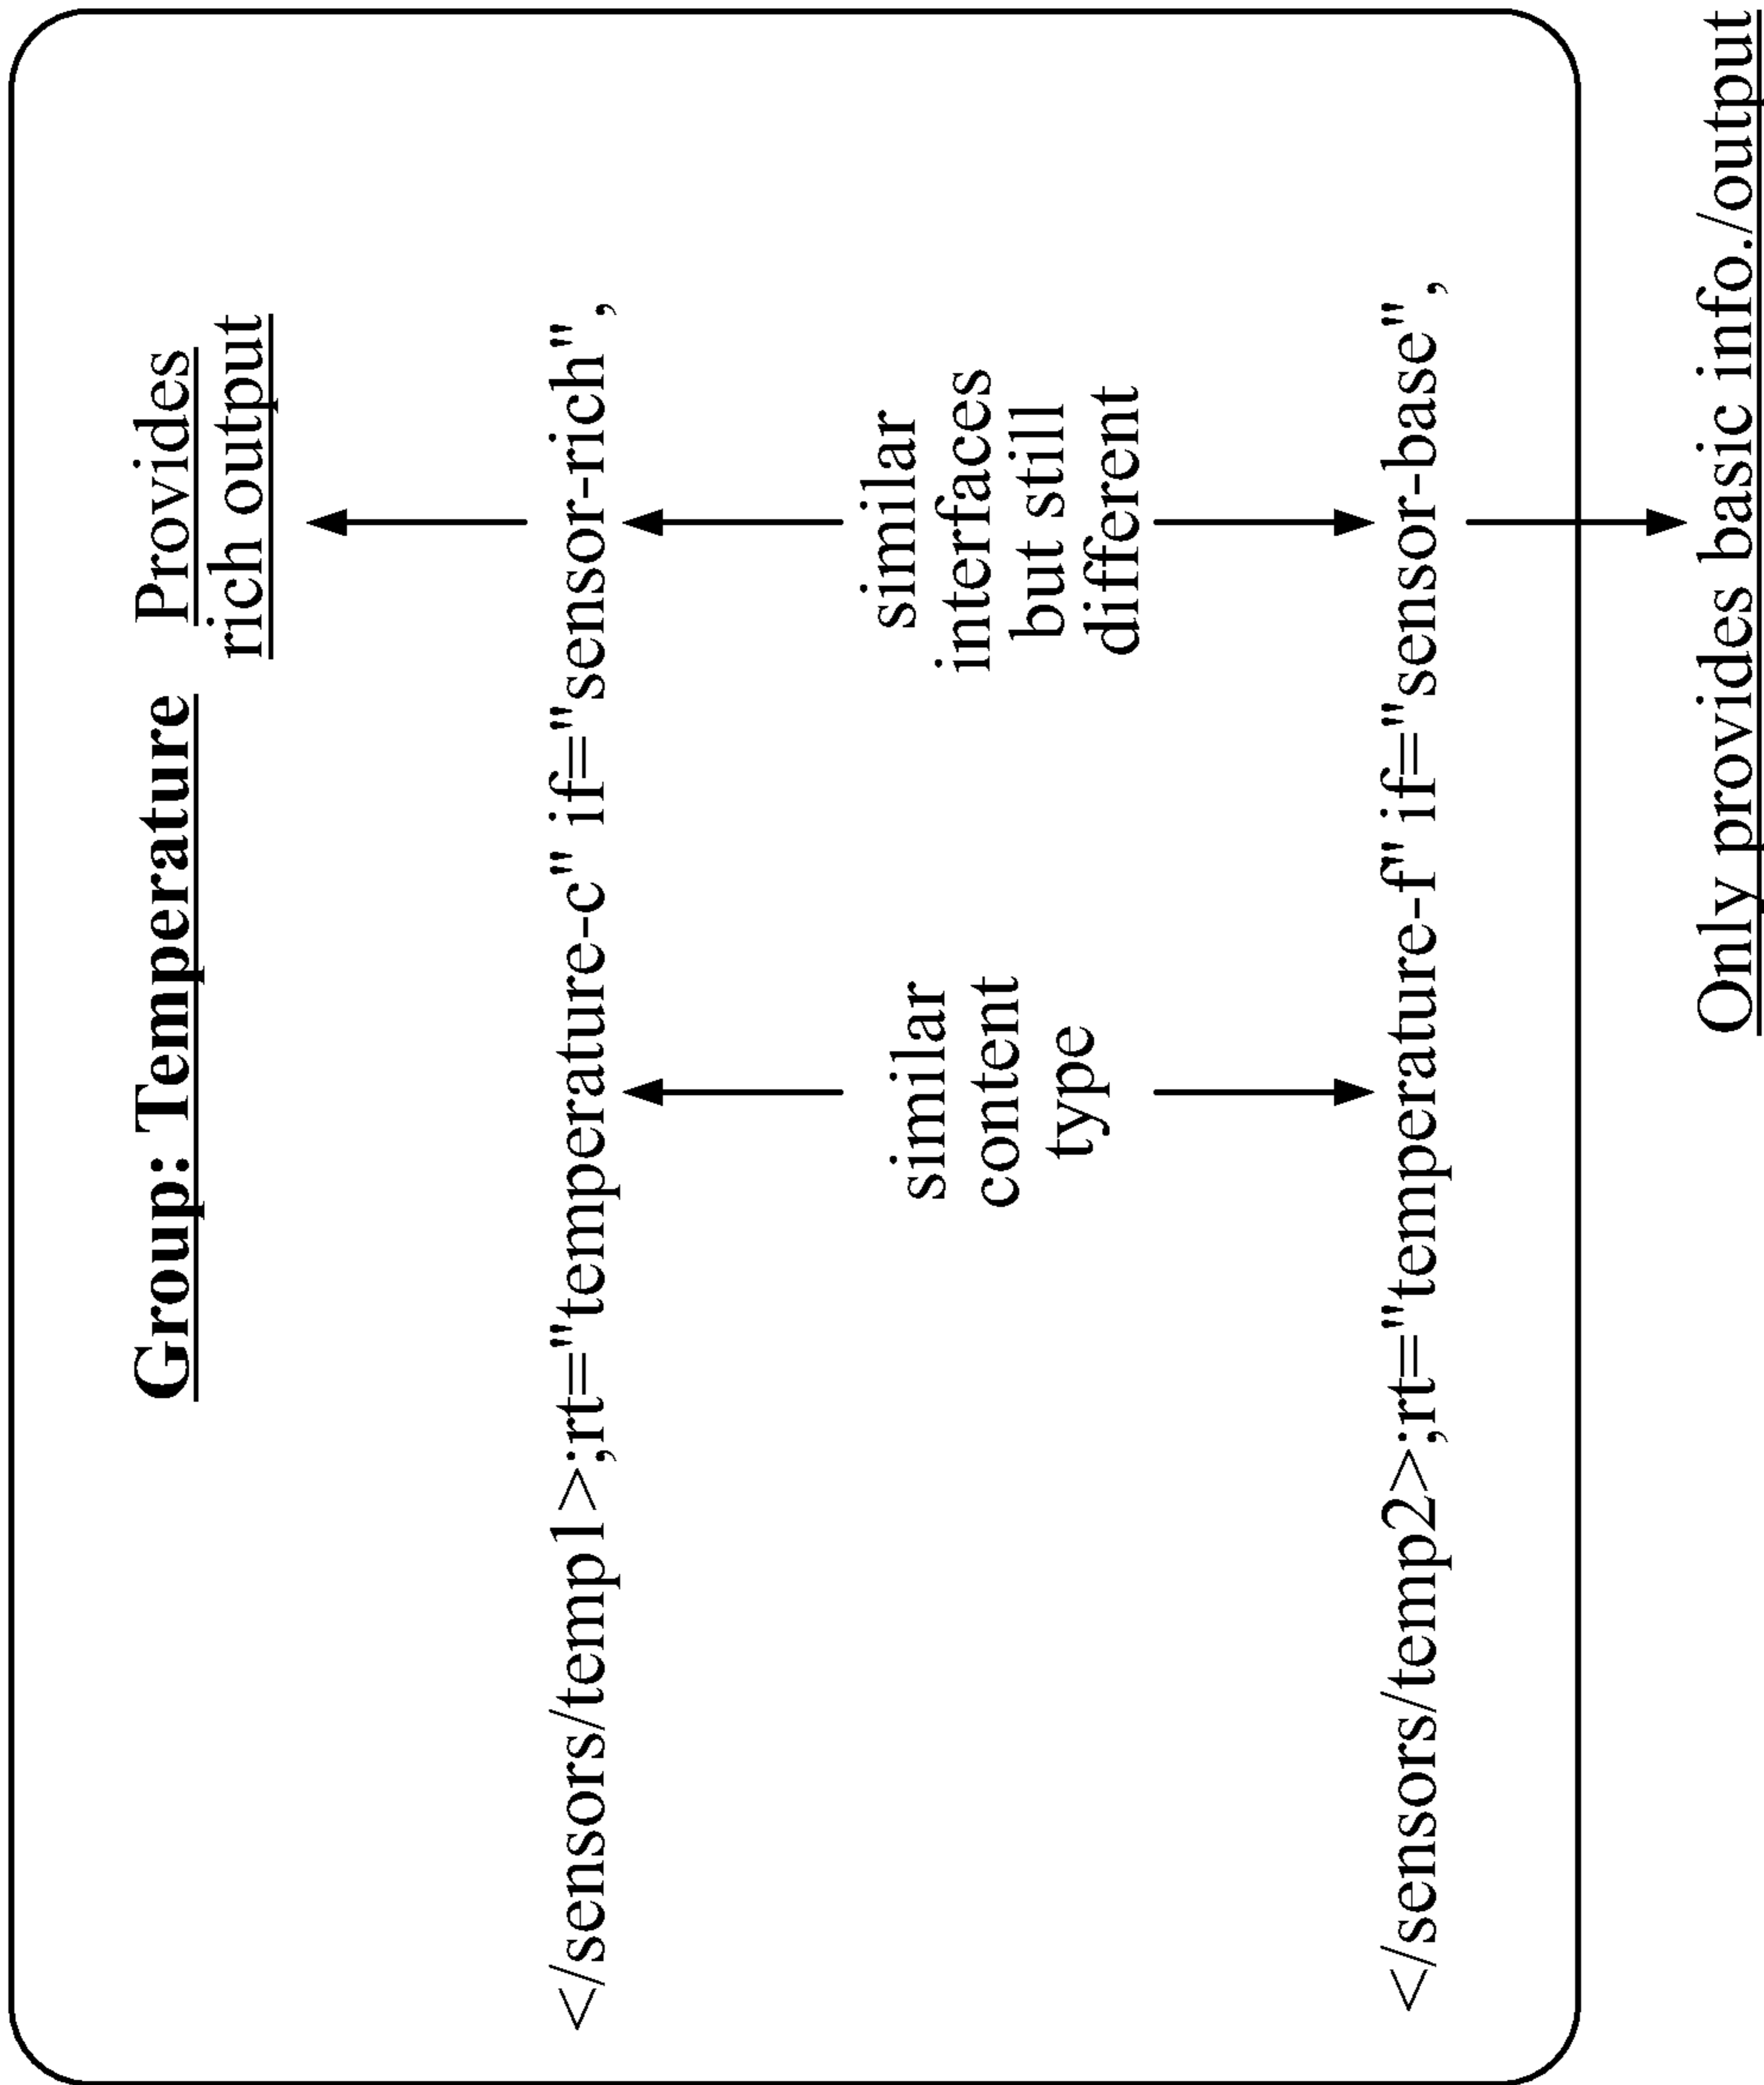 Group: Temperature
Provides
rich output
</sensors/temp1>;rt="temperature-c" if="sensor-rich",
similar
content
type
similar
interfaces
but still
different
</sensors/temp2>;rt="temperature-f" if="sensor-base",
Only provides basic info./output